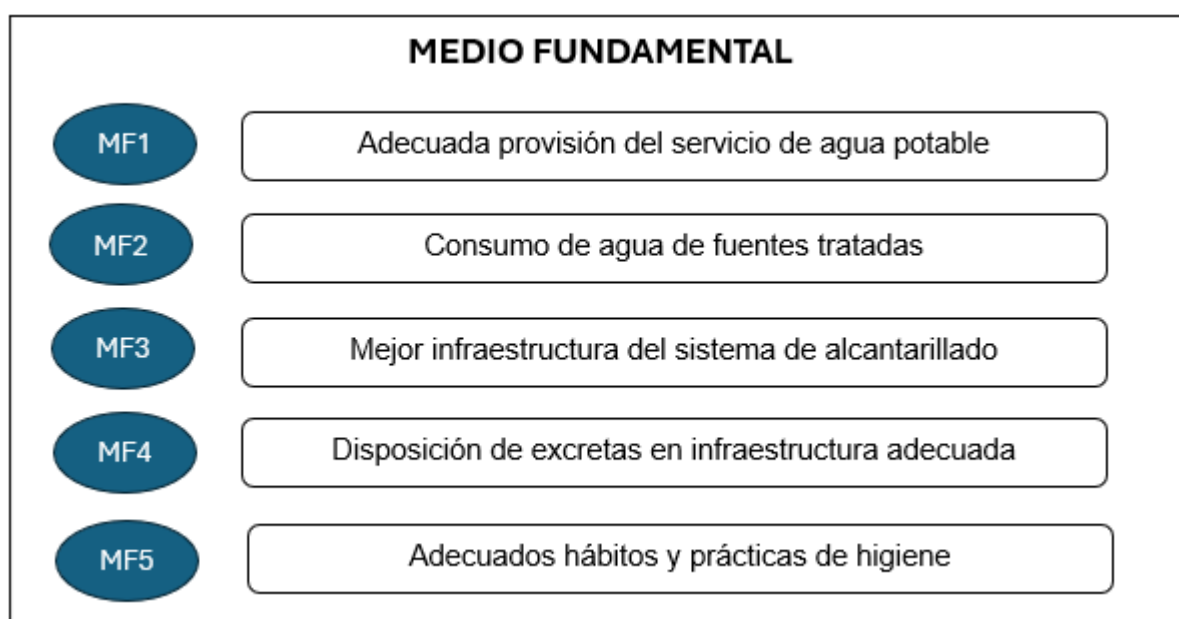 MEDIO FUNDAMENTAL
MF1 Adecuada provisión del servicio de agua potable
MF2 Consumo de agua de fuentes tratadas
MF3 Mejor infraestructura del sistema de alcantarillado
MF4 Disposición de excretas en infraestructura adecuada
MF5 Adecuados hábitos y prácticas de higiene